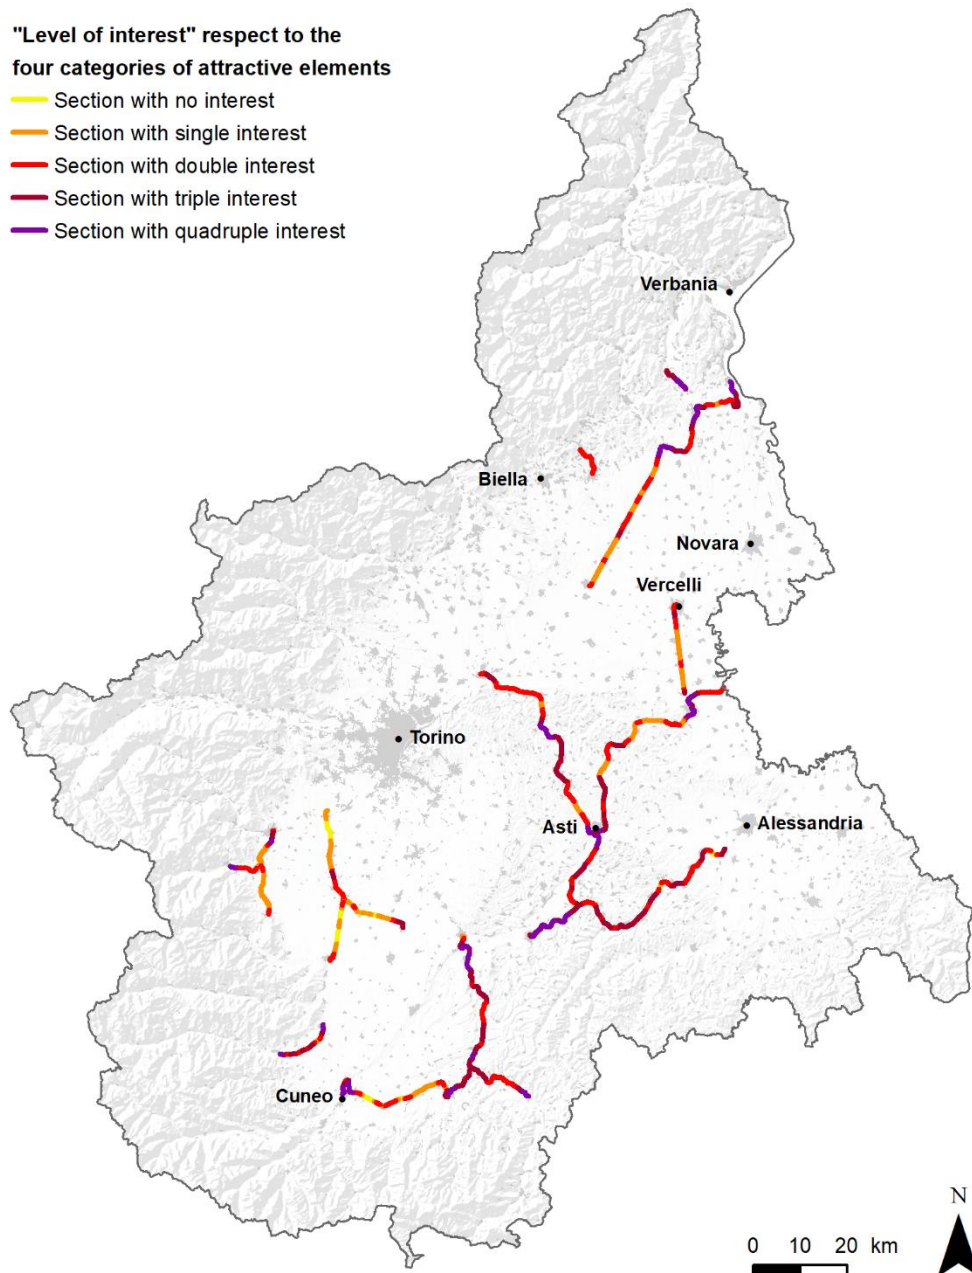 "Level of interest" respect to the
four categories of attractive elements
Section with no interest
Section with single interest
Section with double interest
Section with triple interest
Section with quadruple interest
Verbania
Biella
Novara
Vercelli
Torino
Asti
Alessandria
Cuneo
N
0 10 20 km